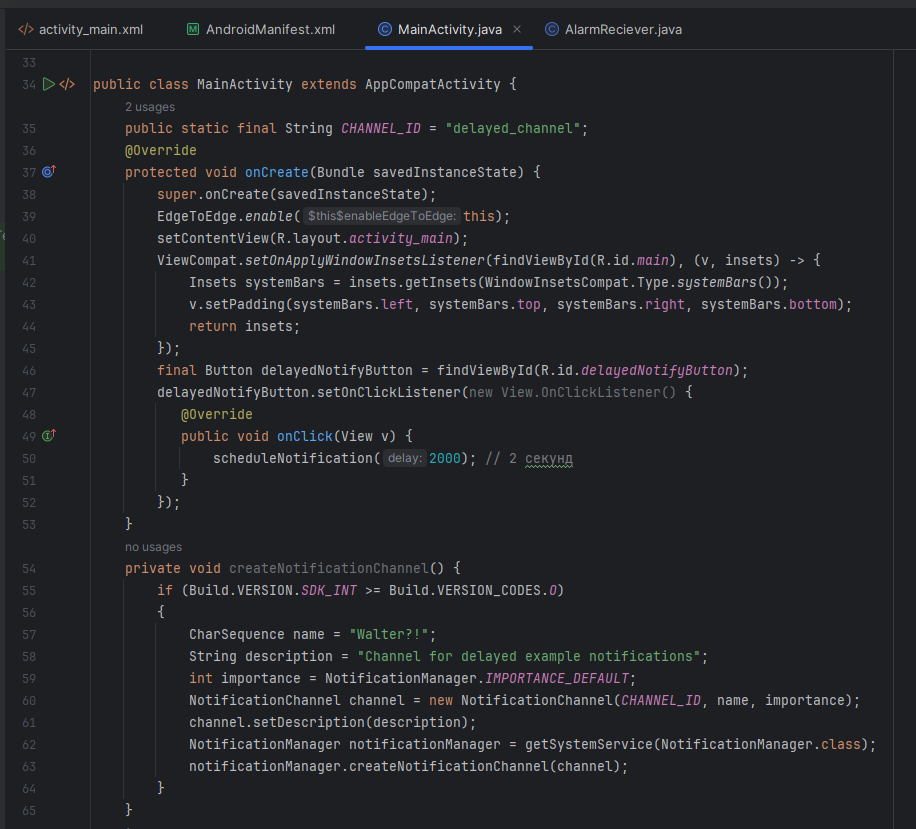 activity_main.xml AndroidManifest.xml MainActivity.java AlarmReciever.java
33
34 public class MainActivity extends AppCompatActivity {
2 usages
35 public static final String CHANNEL_ID = "delayed_channel";
36 @Override
37 protected void onCreate(Bundle savedInstanceState) {
38 super.onCreate(savedInstanceState);
39 EdgeToEdge.enable( $this$enableEdgeToEdge: this);
40 setContentView(R.layout.activity_main);
41 ViewCompat.setOnApplyWindowInsetsListener(findViewById(R.id.main), (v, insets) -> {
42 Insets systemBars = insets.getInsets(WindowInsetsCompat.Type.systemBars());
43 v.setPadding(systemBars.left, systemBars.top, systemBars.right, systemBars.bottom);
44 return insets;
45 });
46 final Button delayedNotifyButton = findViewById(R.id.delayedNotifyButton);
47 delayedNotifyButton.setOnClickListener(new View.OnClickListener() {
48 @Override
49 public void onClick(View v) {
50 scheduleNotification( delay: 2000); // 2 секунд
51 }
52 });
53 }
no usages
54 private void createNotificationChannel() {
55 if (Build.VERSION.SDK_INT >= Build.VERSION_CODES.O)
56 {
57 CharSequence name = "Walter?!";
58 String description = "Channel for delayed example notifications";
59 int importance = NotificationManager.IMPORTANCE_DEFAULT;
60 NotificationChannel channel = new NotificationChannel(CHANNEL_ID, name, importance);
61 channel.setDescription(description);
62 NotificationManager notificationManager = getSystemService(NotificationManager.class);
63 notificationManager.createNotificationChannel(channel);
64 }
65 }